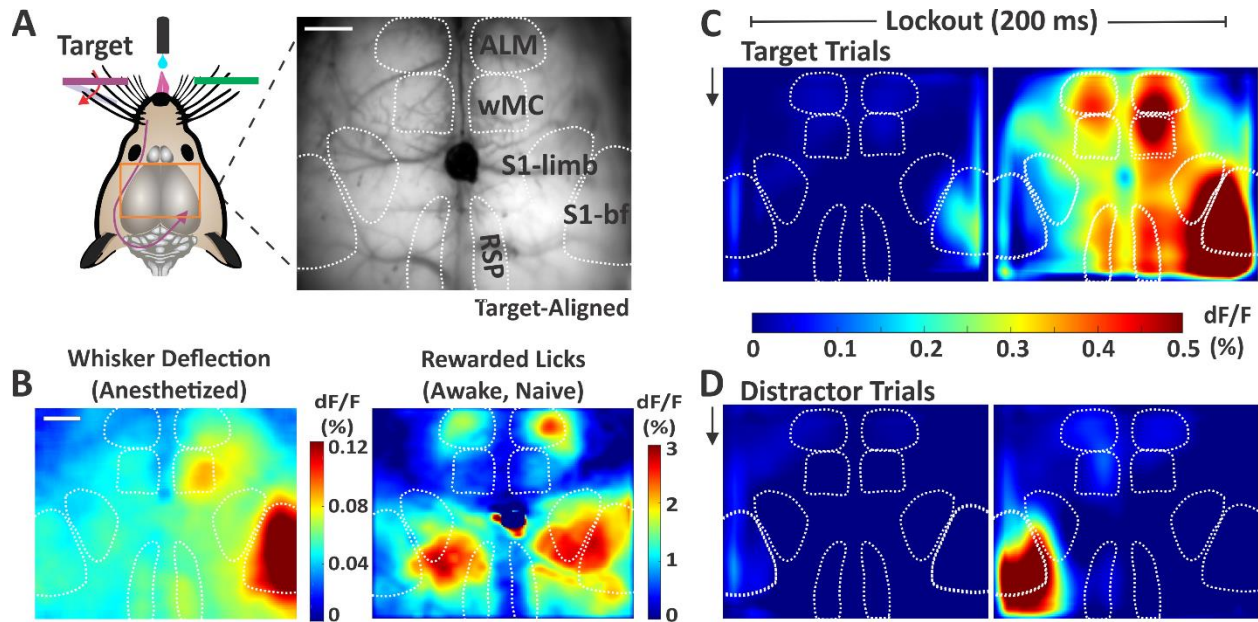 A
Target
ALM
wMC
S1-limb
S1-bf
RSP
Target-Aligned
B
Whisker Deflection
(Anesthetized)
dF/F
(%)
0.12
0.08
0.04
0
Rewarded Licks
(Awake, Naive)
dF/F
(%)
3
2
1
0
C
Lockout (200 ms)
Target Trials
0
0.1
0.2
0.3
0.4
0.5
dF/F
(%)
D
Distractor Trials